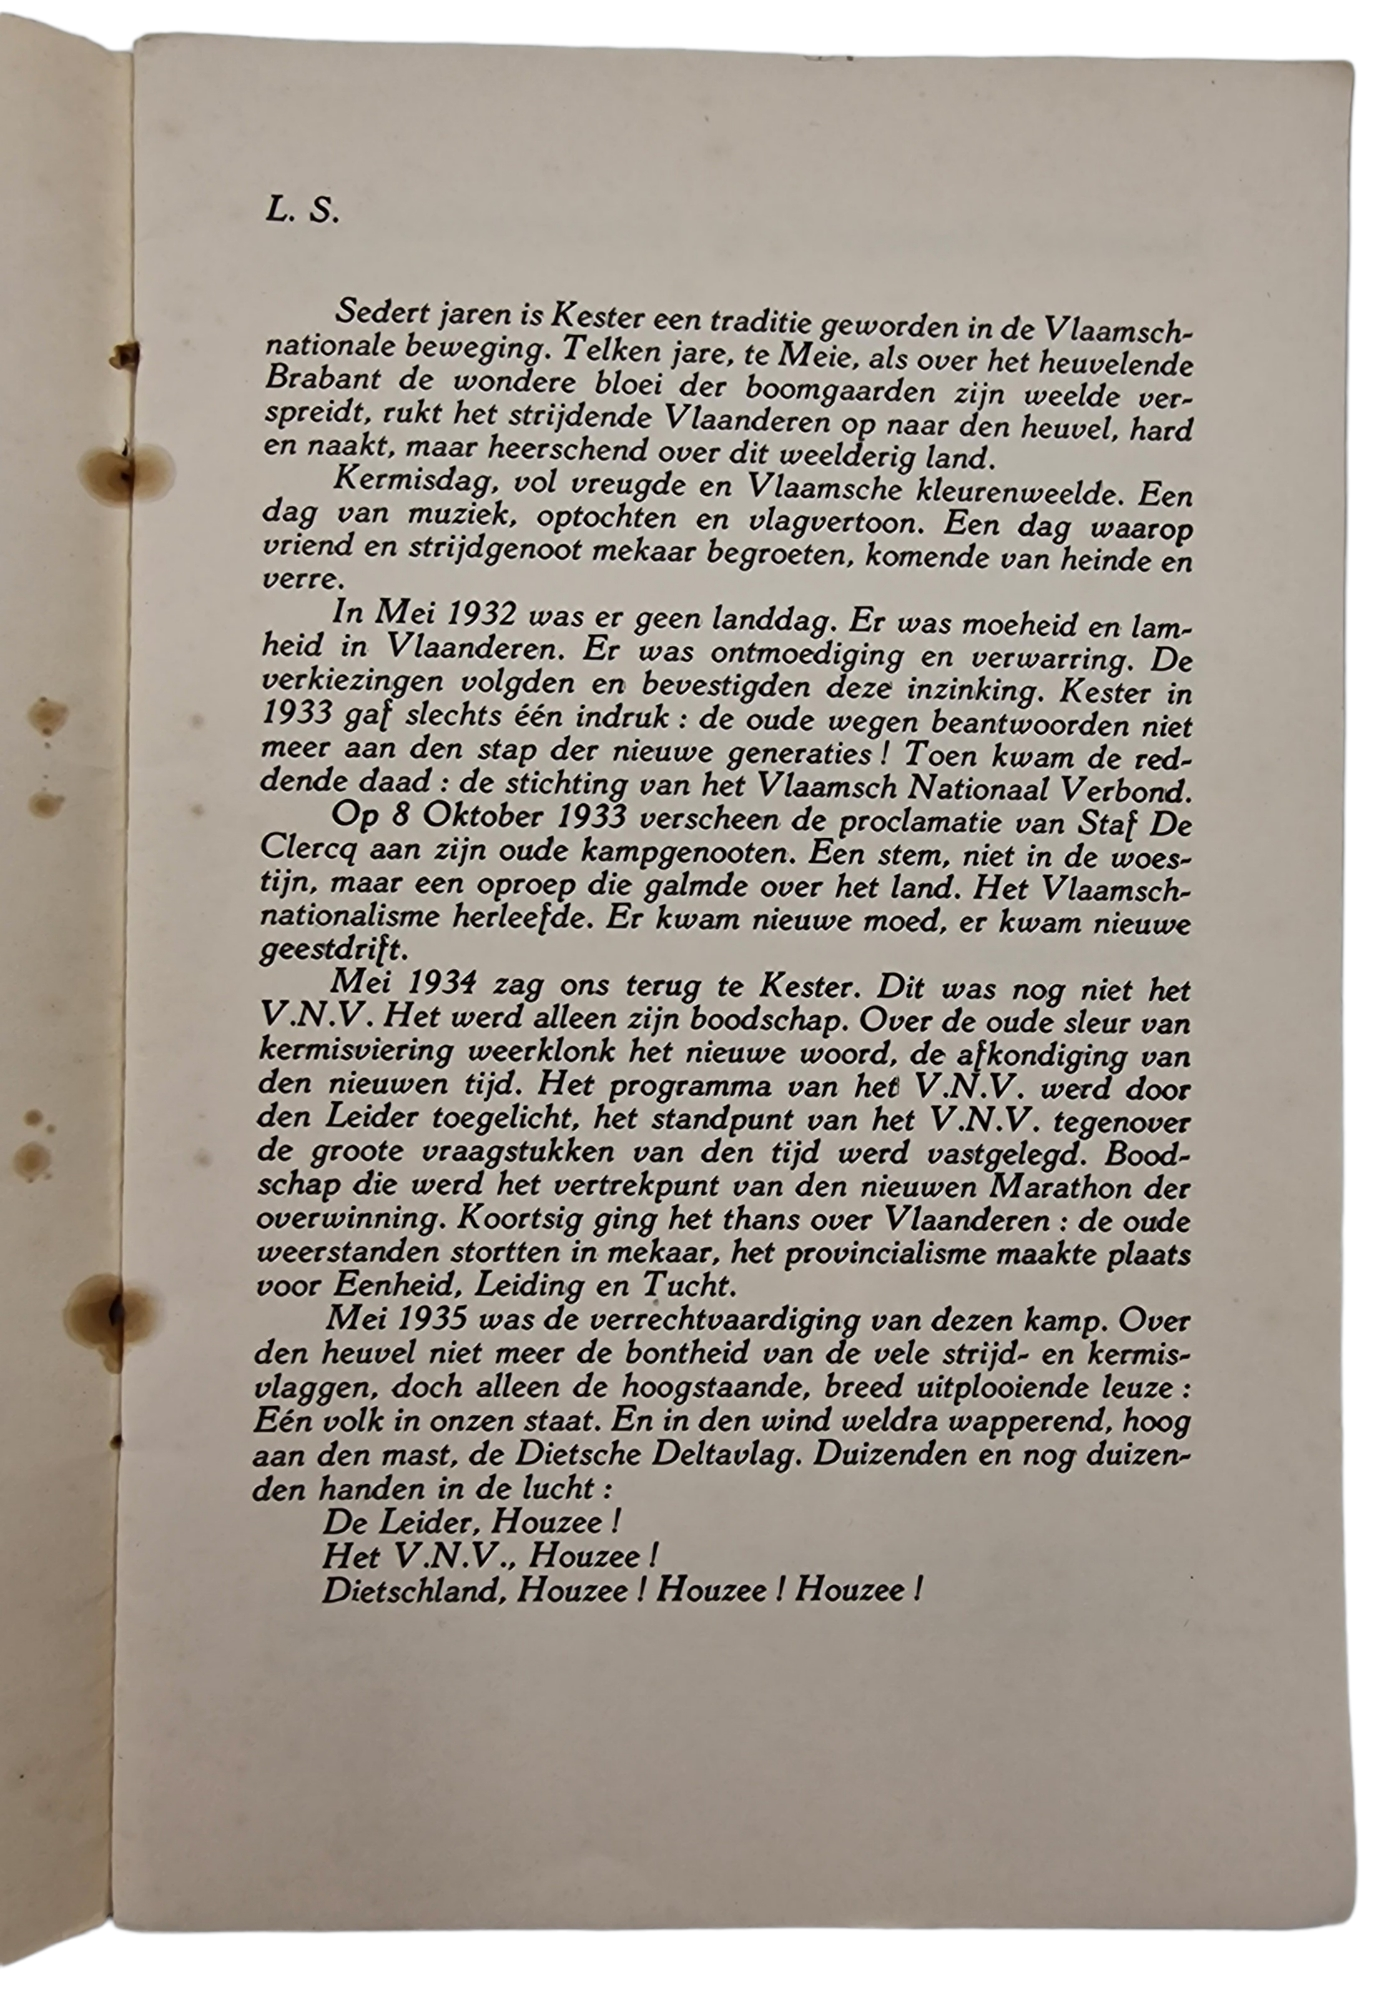 L. S.
Sedert jaren is Kester een traditie geworden in de Vlaamsch-
nationale beweging. Telken jare, te Meie, als over het heuvelende
Brabant de wondere bloei der boomgaarden zijn weelde ver-
spreidt, rukt het strijdende Vlaanderen op naar den heuvel, hard
en naakt, maar heerschend over dit weelderig land.
Kermisdag, vol vreugde en Vlaamsche kleurenweelde. Een
dag van muziek, optochten en vlagvertoon. Een dag waarop
vriend en strijdgenoot mekaar begroeten, komende van heinde en
verre.
In Mei 1932 was er geen landdag. Er was moeheid en lam-
heid in Vlaanderen. Er was ontmoediging en verwarring. De
verkiezingen volgden en bevestigden deze inzinking. Kester in
1933 gaf slechts één indruk : de oude wegen beantwoorden niet
meer aan den stap der nieuwe generaties ! Toen kwam de red-
dende daad : de stichting van het Vlaamsch Nationaal Verbond.
Op 8 Oktober 1933 verscheen de proclamatie van Staf De
Clercq aan zijn oude kampgenooten. Een stem, niet in de woes-
tijn, maar een oproep die galmde over het land. Het Vlaamsch-
nationalisme herleefde. Er kwam nieuwe moed, er kwam nieuwe
geestdrift.
Mei 1934 zag ons terug te Kester. Dit was nog niet het
V.N.V. Het werd alleen zijn boodschap. Over de oude sleur van
kermisviering weerklonk het nieuwe woord, de afkondiging van
den nieuwen tijd. Het programma van het V.N.V. werd door
den Leider toegelicht, het standpunt van het V.N.V. tegenover
de groote vraagstukken van den tijd werd vastgelegd. Bood-
schap die werd het vertrekpunt van den nieuwen Marathon der
overwinning. Koortsig ging het thans over Vlaanderen : de oude
weerstanden stortten in mekaar, het provincialisme maakte plaats
voor Eenheid, Leiding en Tucht.
Mei 1935 was de verrechtvaardiging van dezen kamp. Over
den heuvel niet meer de bontheid van de vele strijd- en kermis-
vlaggen, doch alleen de hoogstaande, breed uitplooiende leuze :
Eén volk in onzen staat. En in den wind weldra wapperend, hoog
aan den mast, de Dietsche Deltavlag. Duizenden en nog duizen-
den handen in de lucht :
De Leider, Houzee !
Het V.N.V., Houzee !
Dietschland, Houzee ! Houzee ! Houzee !